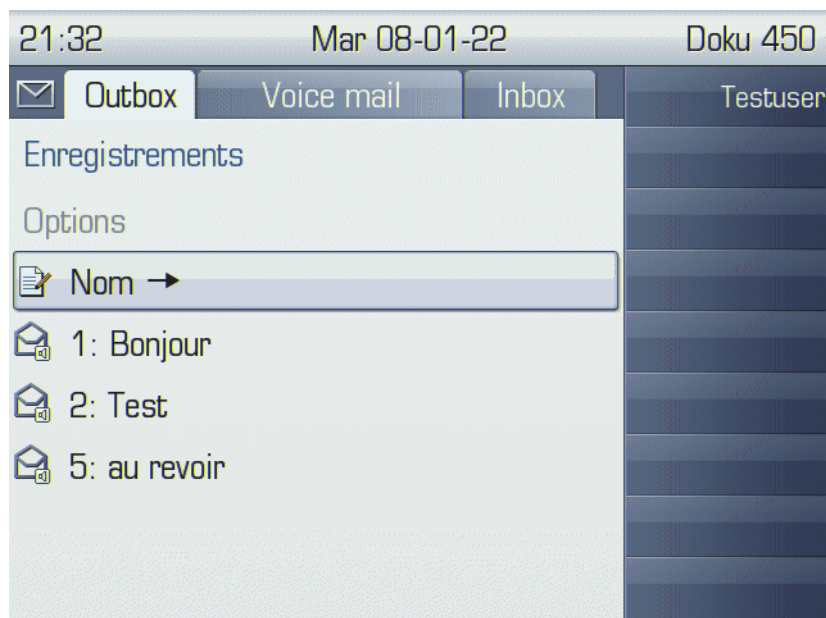 21:32 Mar 08-01-22 Doku 450
Outbox Voice mail Inbox Testuser
Enregistrements
Options
Nom →
1: Bonjour
2: Test
5: au revoir